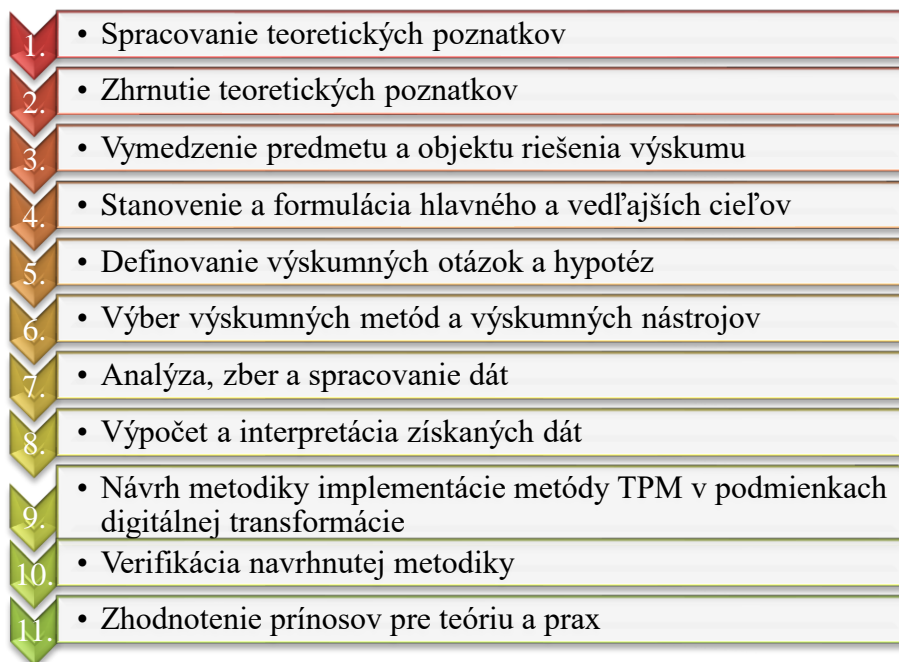 1. • Spracovanie teoretických poznatkov
2. • Zhrnutie teoretických poznatkov
3. • Vymedzenie predmetu a objektu riešenia výskumu
4. • Stanovenie a formulácia hlavného a vedľajších cieľov
5. • Definovanie výskumných otázok a hypotéz
6. • Výber výskumných metód a výskumných nástrojov
7. • Analýza, zber a spracovanie dát
8. • Výpočet a interpretácia získaných dát
9. • Návrh metodiky implementácie metódy TPM v podmienkach
digitálnej transformácie
10. • Verifikácia navrhnutej metodiky
11. • Zhodnotenie prínosov pre teóriu a prax